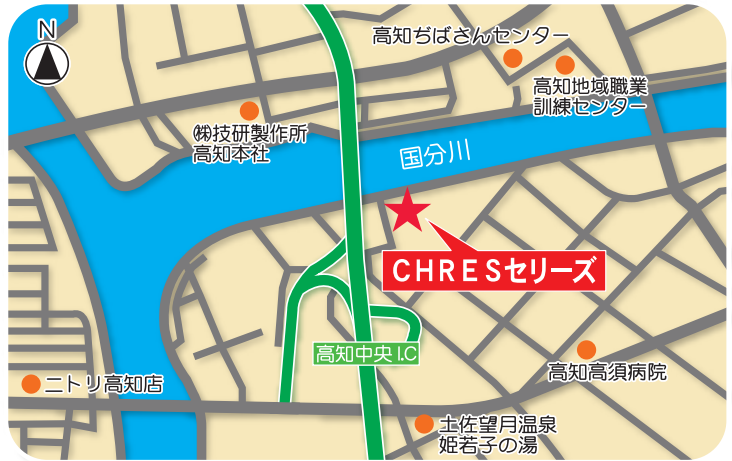 N
高知ぢばさんセンター
高知地域職業
訓練センター
㈱技研製作所
高知本社
国分川
CHRESセリーズ
高知中央I.C
高知高須病院
ニトリ高知店
土佐望月温泉
姫若子の湯